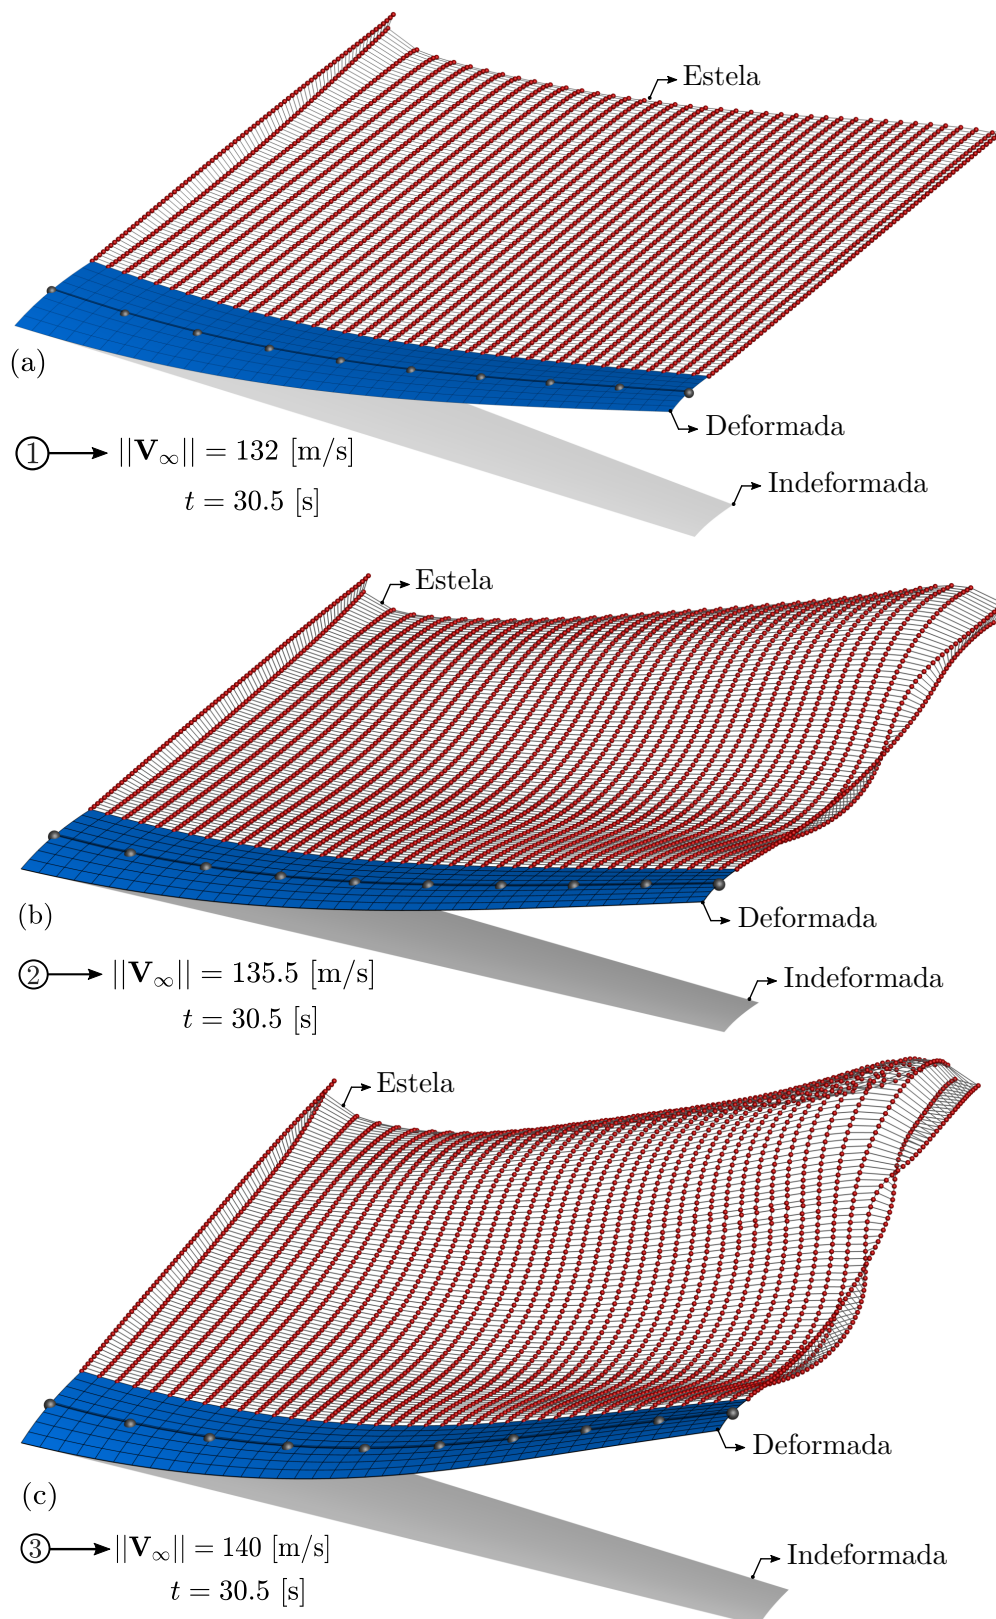 Estela
(a)
Deformada
① ||V∞|| = 132 [m/s]
Indeformada
t = 30.5 [s]
Estela
(b)
Deformada
② ||V∞|| = 135.5 [m/s]
Indeformada
t = 30.5 [s]
Estela
Deformada
(c)
③ ||V∞|| = 140 [m/s]
Indeformada
t = 30.5 [s]